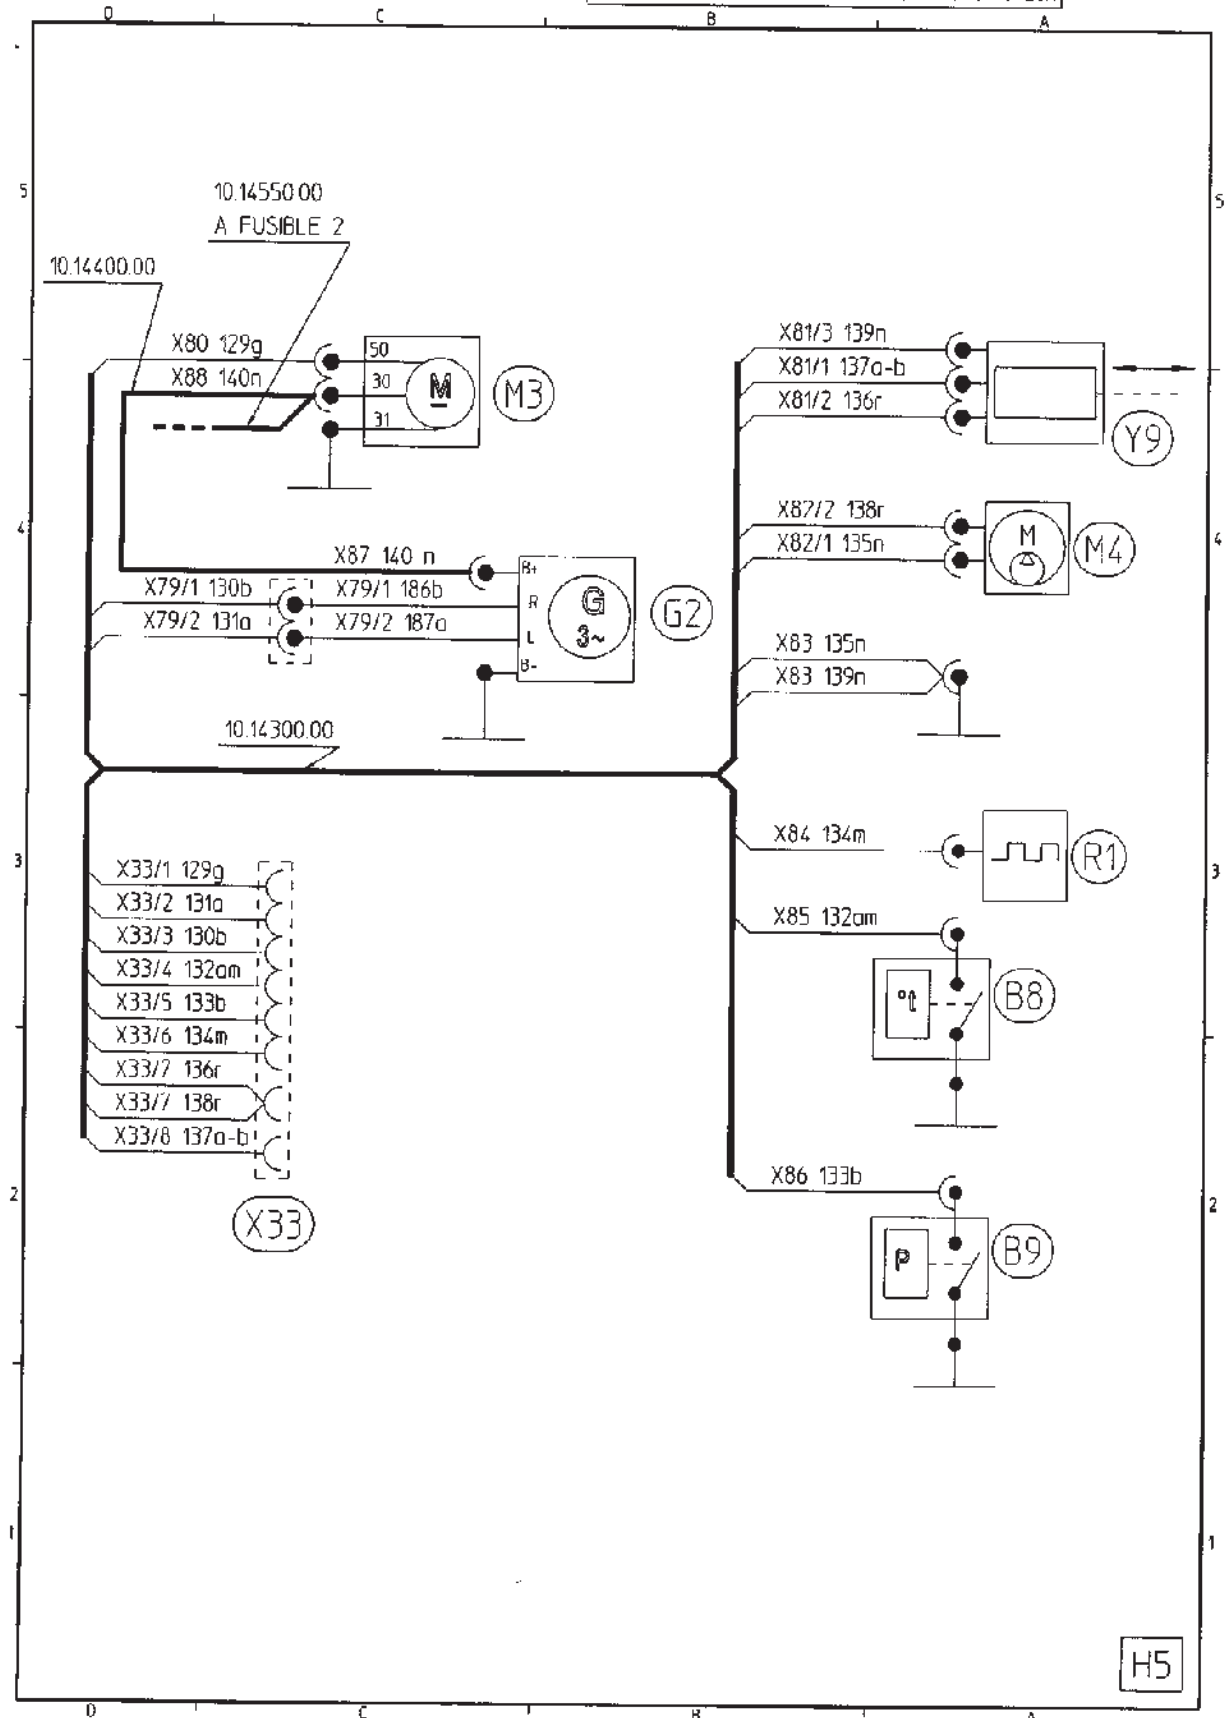 D C B A
5 5
10.14550.00
A FUSIBLE 2
10.14400.00
X80 129g
X88 140n
50
30
31
M
M3
X81/3 139n
X81/1 137a-b
X81/2 136r
Y9
4 4
X82/2 138r
X82/1 135n
M
M4
X87 140 n
X79/1 130b X79/1 186b
X79/2 131a X79/2 187a
B+
R
L
B-
G
3~
G2
X83 135n
X83 139n
10.14300.00
3 3
X84 134m
R1
X33/1 129g
X33/2 131a
X33/3 130b
X33/4 132am
X33/5 133b
X33/6 134m
X33/7 136r
X33/7 138r
X33/8 137a-b
X33
X85 132am
°t
B8
2 2
X86 133b
P
B9
1 1
H5
D C B A